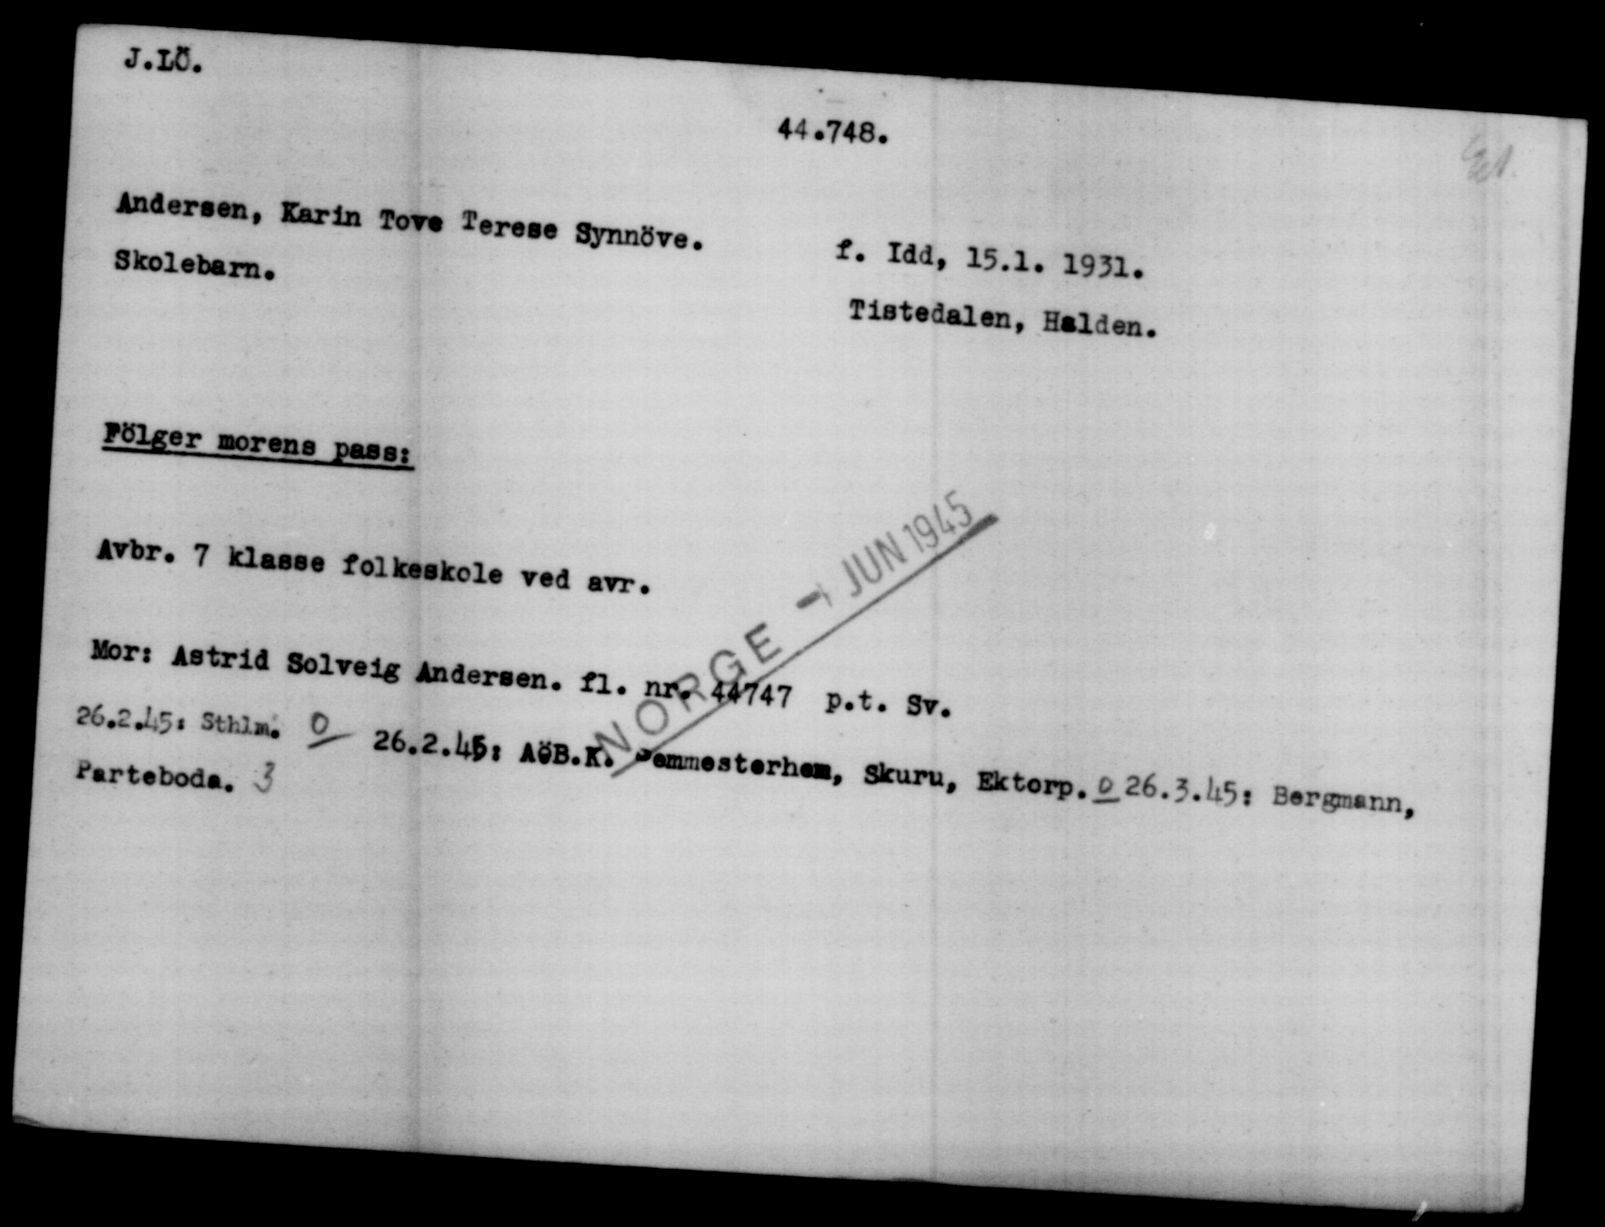 J.LÖ.
44.748.
Andersen, Karin Tove Terese Synnöve.
f. Idd, 15.1. 1931.
Skolebarn.
Tistedalen, Halden.
Fölger morens pass:
Avbr. 7 klasse folkeskole ved avr.
NORGE - JUN 1945
Mor: Astrid Solveig Andersen. fl. nr. 44747 p.t. Sv.
26.2.45: Sthlm. 0 26.2.45: AöB.K. Skuru, Ektorp. 0 26.3.45: Bergmann,
Parteboda. 3